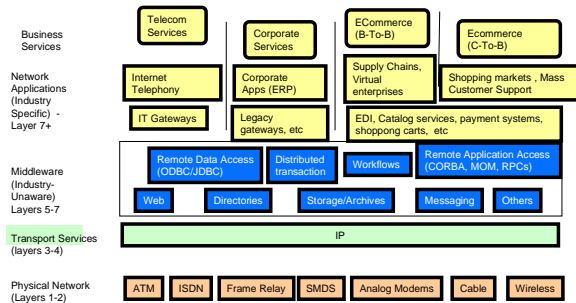 Business
Services
Telecom
Services
Corporate
Services
ECommerce
(B-To-B)
Ecommerce
(C-To-B)
Network
Applications
(Industry
Specific) -
Layer 7+
Internet
Telephony
Corporate
Apps (ERP)
Supply Chains,
Virtual
enterprises
Shopping markets , Mass
Customer Support
IT Gateways
Legacy
gateways, etc
EDI, Catalog services, payment systems,
shoppong carts, etc
Middleware
(Industry-
Unaware)
Layers 5-7
Remote Data Access
(ODBC/JDBC)
Distributed
transaction
Workflows
Remote Application Access
(CORBA, MOM, RPCs)
Web
Directories
Storage/Archives
Messaging
Others
Transport Services
(layers 3-4)
IP
Physical Network
(Layers 1-2)
ATM
ISDN
Frame Relay
SMDS
Analog Modems
Cable
Wireless